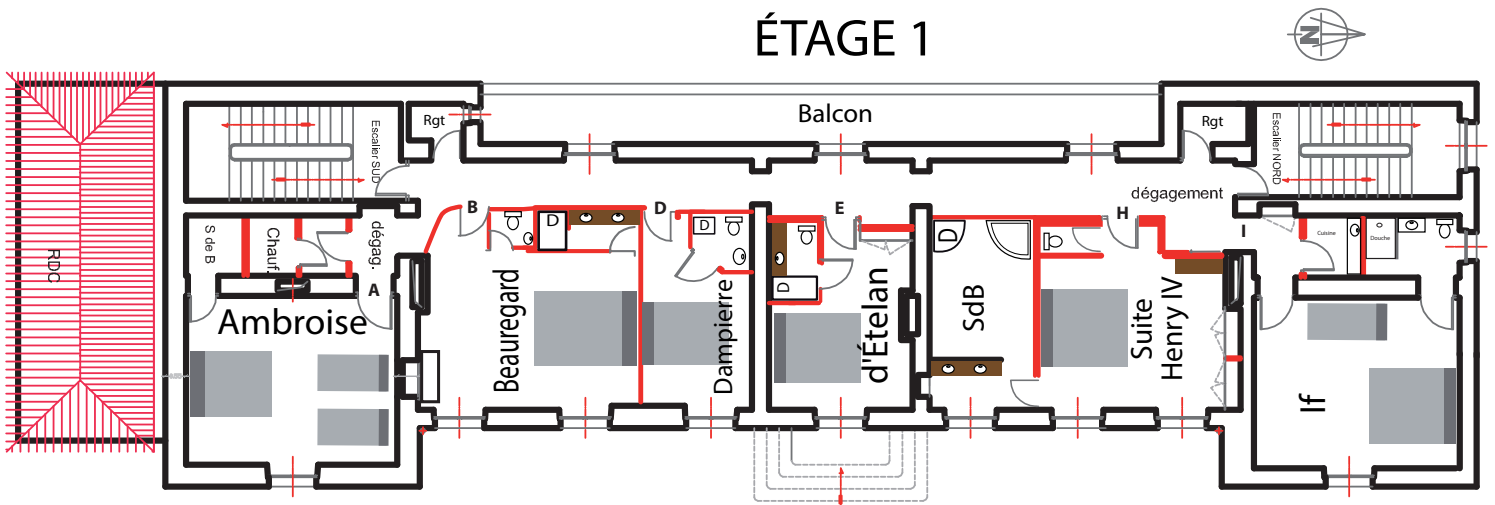 ÉTAGE 1
N
Balcon
Rgt
Rgt
Escalier SUD
Escalier NORD
dégagement
RDC
S de B
Chauf.
dégag.
A
B
D
E
H
I
D
D
D
D
Cuisine
Douche
Ambroise
Beauregard
Dampierre
d'Ételan
SdB
Suite
Henry IV
If